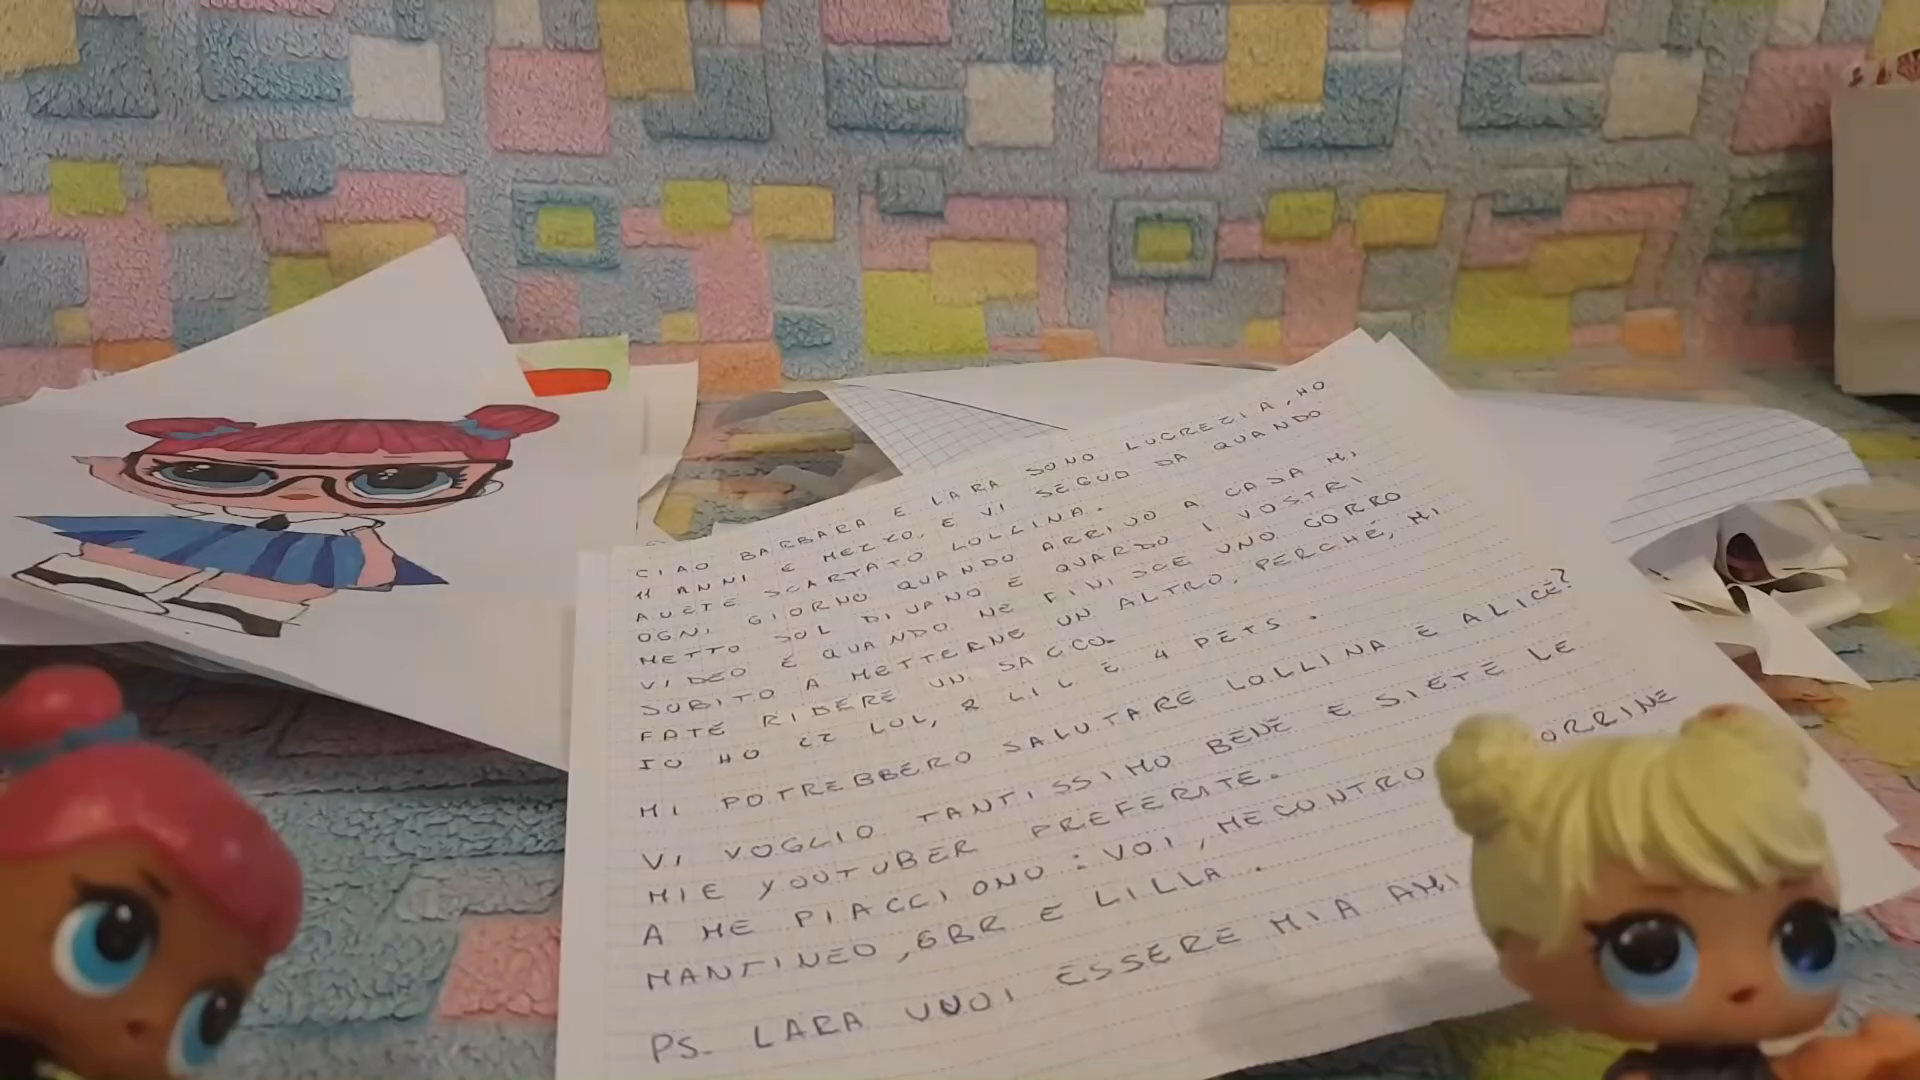 CIAO BARBARA E LARA SONO LUCREZIA, HO
11 ANNI E MEZZO, E VI SEGUO DA QUANDO
AVETE SCARTATO LOLLINA.
OGNI GIORNO QUANDO ARRIVO A CASA MI
METTO SUL DIVANO E GUARDO I VOSTRI
VIDEO E QUANDO NE FINISCE UNO CORRO
SUBITO A METTERNE UN ALTRO, PERCHÉ, MI
FATE RIDERE UN SACCO.
IO HO 22 LOL, 2 LIL E 4 PETS.
MI POTREBBERO SALUTARE LOLLINA E ALICE?
VI VOGLIO TANTISSIMO BENE E SIETE LE
MIE YOUTUBER PREFERITE.
A ME PIACCIONO: VOI, MECONTRO
MANTINEO, GBR E LILLA.
PS. LARA VUOI ESSERE MIA